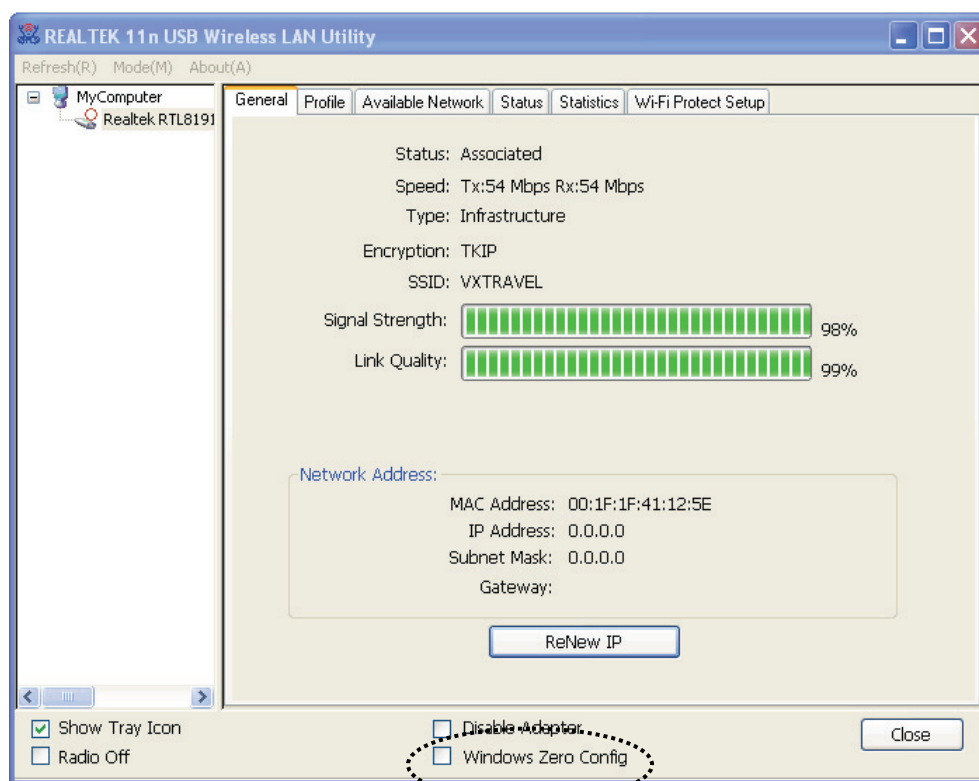 REALTEK 11n USB Wireless LAN Utility
Refresh(R) Mode(M) About(A)
MyComputer
Realtek RTL8191
General Profile Available Network Status Statistics Wi-Fi Protect Setup
Status: Associated
Speed: Tx:54 Mbps Rx:54 Mbps
Type: Infrastructure
Encryption: TKIP
SSID: VXTRAVEL
Signal Strength: 98%
Link Quality: 99%
Network Address:
MAC Address: 00:1F:1F:41:12:5E
IP Address: 0.0.0.0
Subnet Mask: 0.0.0.0
Gateway:
ReNew IP
Show Tray Icon
Radio Off
Disable Adapter
Windows Zero Config
Close